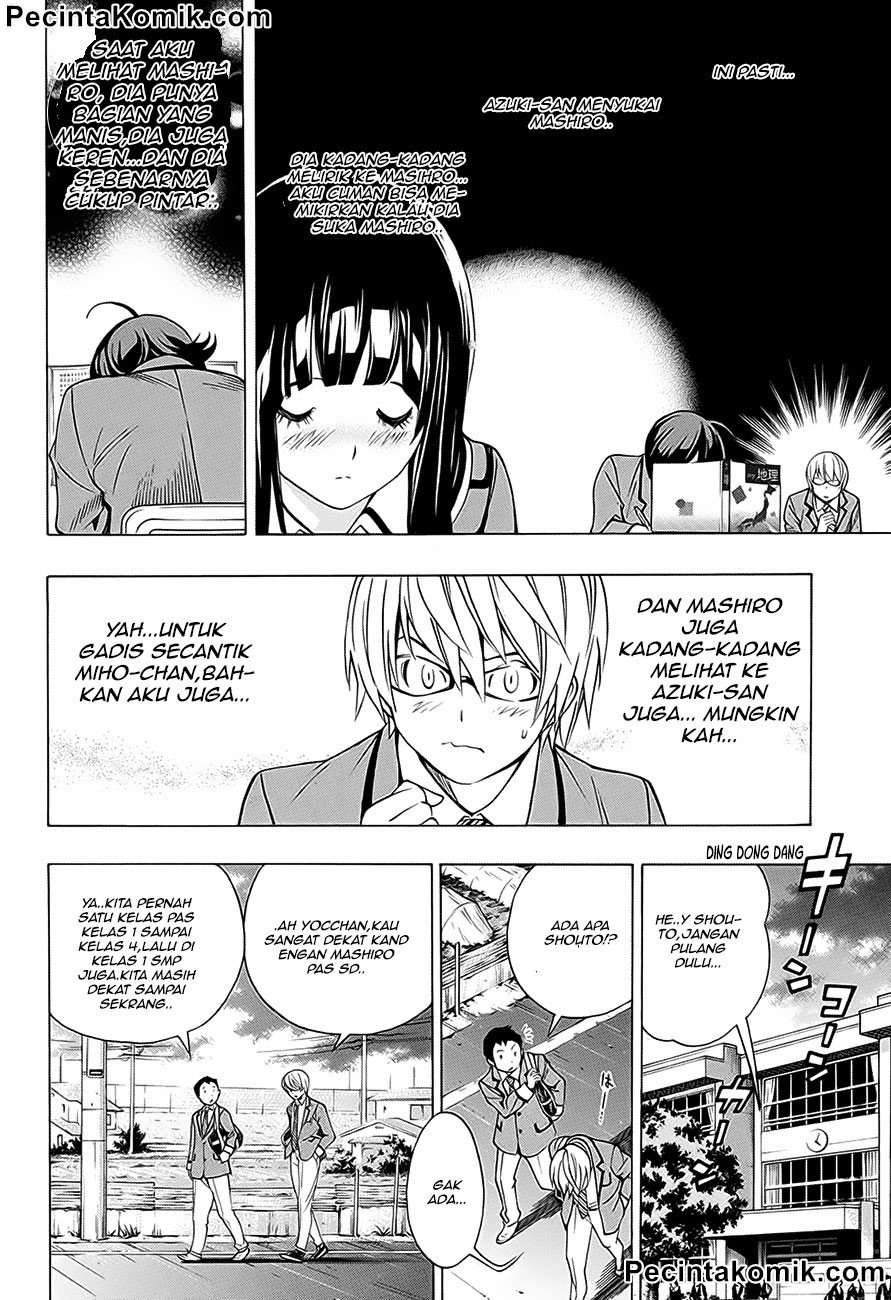 PecintaKomik.com
PecintaKomik.com
INI PASTI...
AZUKI-SAN MENYUKAI
MASHIRO..
DIA KADANG-KADANG
MELIRIK KE MASIHRO...
AKU CUMAN BISA ME-
MIKIRKAN KALAU DIA
SUKA MASHIRO..
SAAT AKU
MELIHAT MASHI-
RO, DIA PUNYA
BAGIAN YANG
MANIS,DIA JUGA
KEREN...DAN DIA
SEBENARNYA
CUKUP PINTAR..
地理
DAN MASHIRO
JUGA
KADANG-KADANG
MELIHAT KE
AZUKI-SAN
JUGA... MUNGKIN
KAH...
YAH...UNTUK
GADIS SECANTIK
MIHO-CHAN,BAH-
KAN AKU JUGA...
DING DONG DANG
キーン
コーン
カーン
HE..Y SHOU-
TO,JANGAN
PULANG
DULU...
ADA APA
SHOUTO!?
はー
GAK
ADA...
.AH YOCCHAN,KAU
SANGAT DEKAT KAND
ENGAN MASHIRO
PAS SD..
YA..KITA PERNAH
SATU KELAS PAS
KELAS 1 SAMPAI
KELAS 4,LALU DI
KELAS 1 SMP
JUGA.KITA MASIH
DEKAT SAMPAI
SEKRANG.
Pecintakomik.com